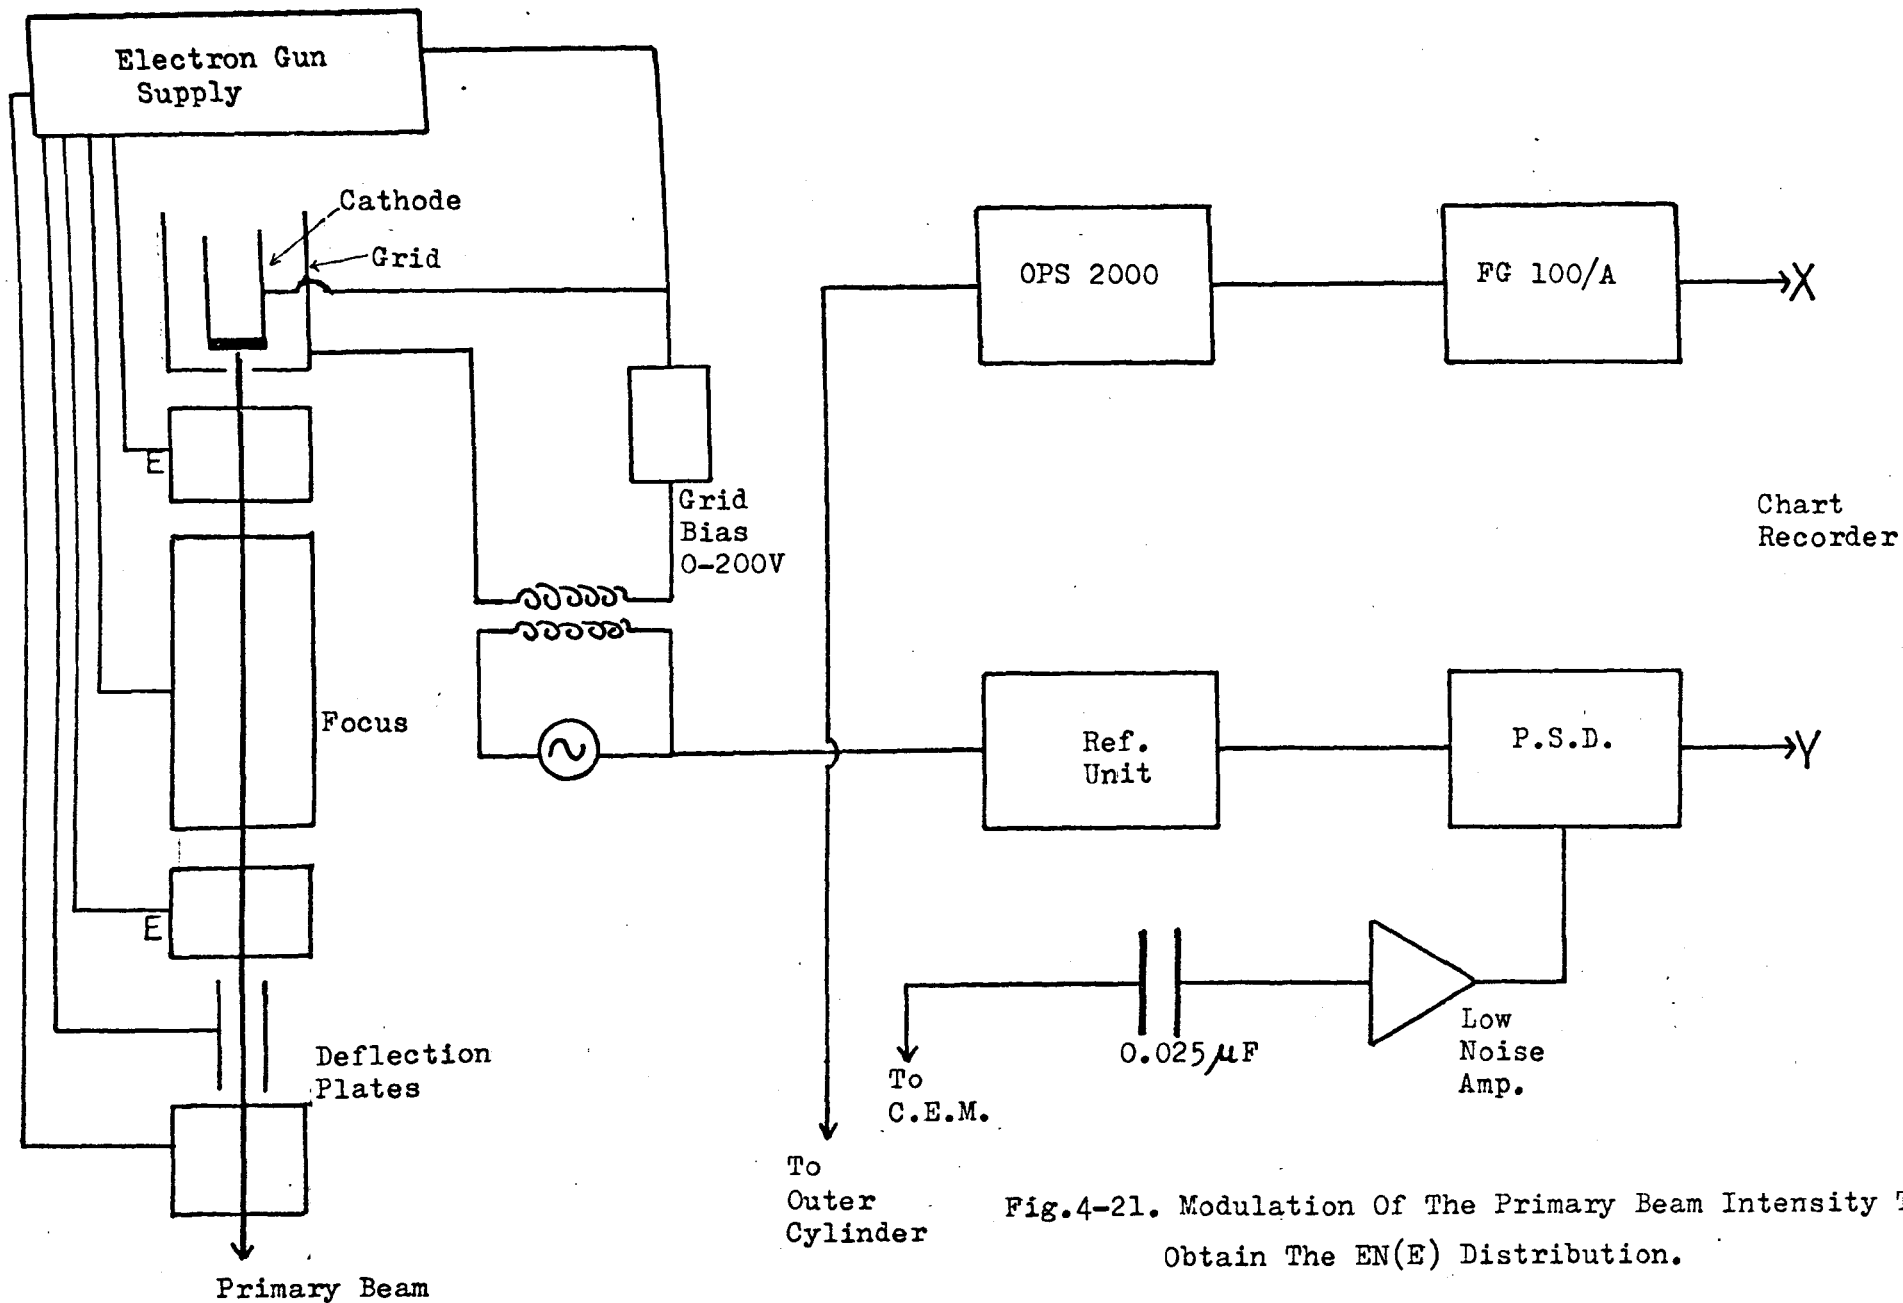 Electron Gun
Supply
Cathode
Grid
OPS 2000
FG 100/A
X
E
Grid
Bias
0-200V
Chart
Recorder
Focus
Ref.
Unit
P.S.D.
Y
E
Deflection
Plates
0.025μF
Low
Noise
Amp.
To
C.E.M.
To
Outer
Cylinder
Primary Beam
Fig.4-21. Modulation Of The Primary Beam Intensity
Obtain The EN(E) Distribution.